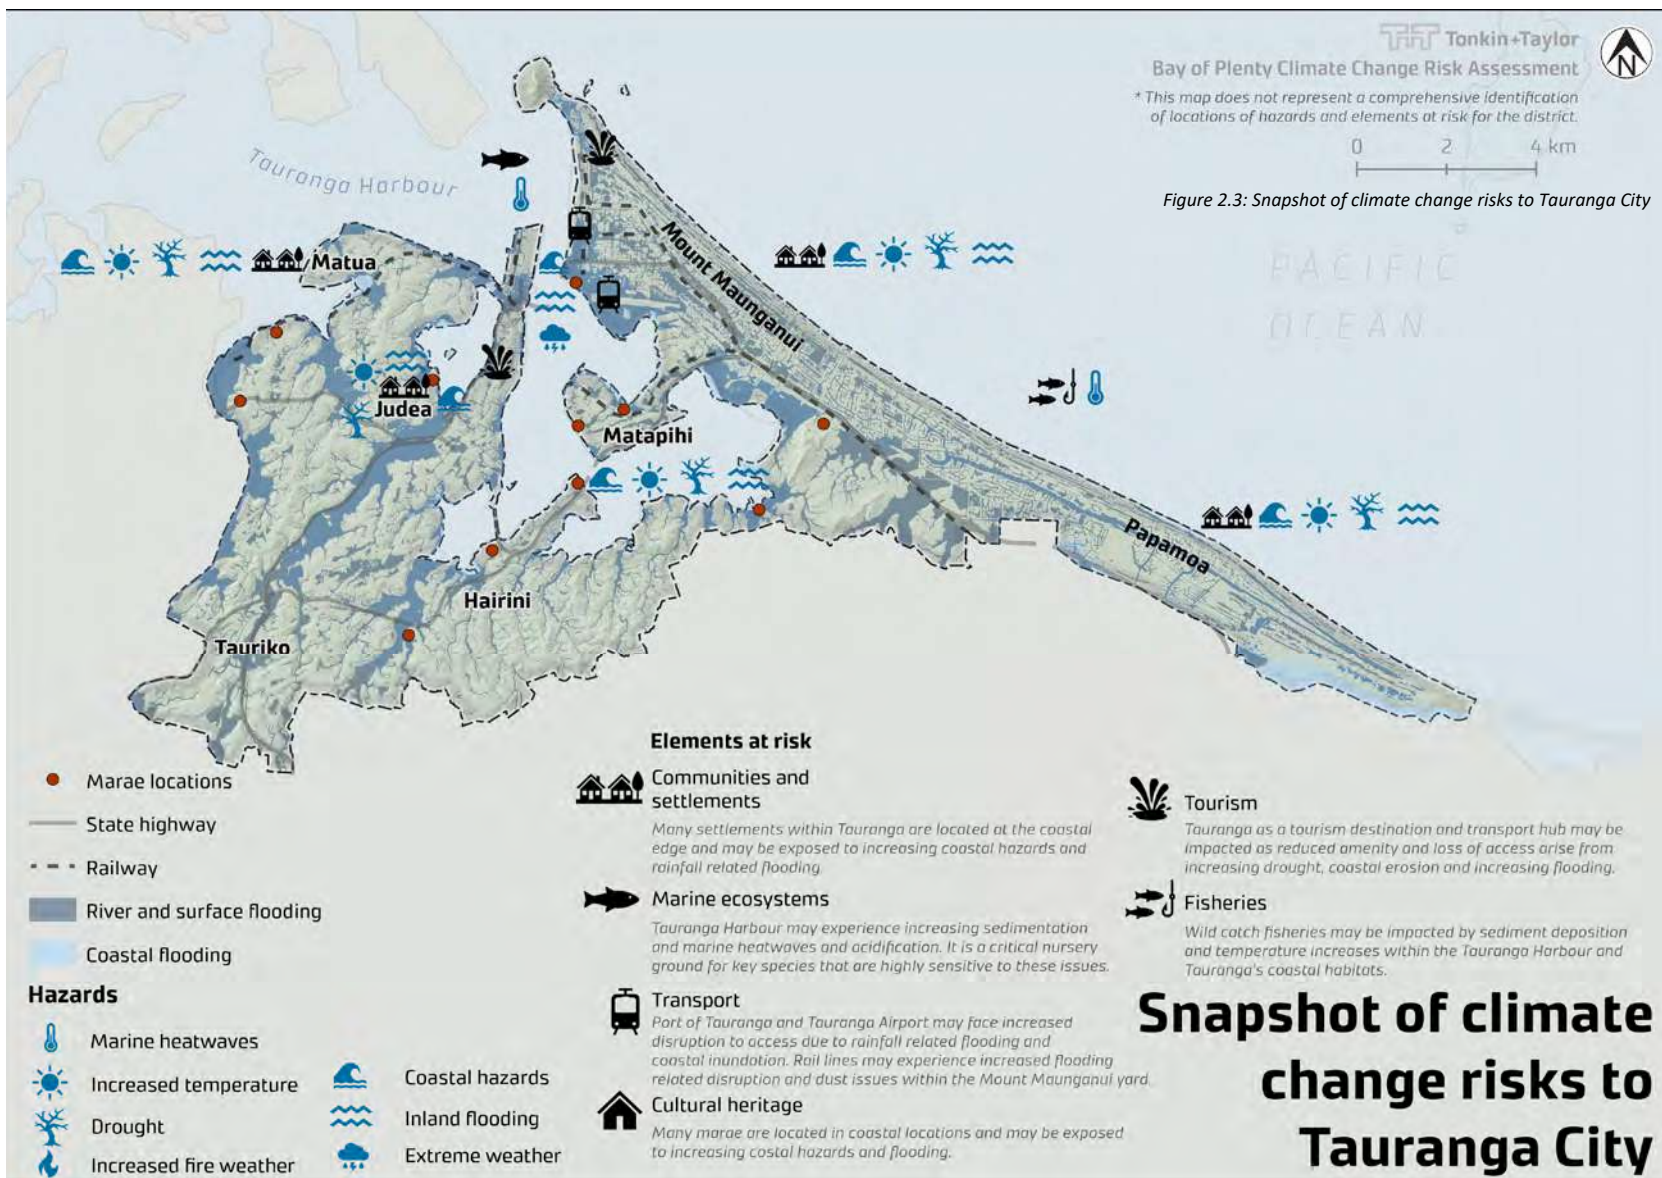 Tonkin+Taylor
Bay of Plenty Climate Change Risk Assessment
* This map does not represent a comprehensive identification
of locations of hazards and elements at risk for the district.
N
0 2 4 km
Figure 2.3: Snapshot of climate change risks to Tauranga City
Tauranga Harbour
PACIFIC
OCEAN
Matua
Mount Maunganui
Judea
Matapihi
Papamoa
Hairini
Tauriko
Marae locations
State highway
Railway
River and surface flooding
Coastal flooding
Hazards
Marine heatwaves
Increased temperature
Drought
Increased fire weather
Coastal hazards
Inland flooding
Extreme weather
Elements at risk
Communities and
settlements
Many settlements within Tauranga are located at the coastal
edge and may be exposed to increasing coastal hazards and
rainfall related flooding.
Marine ecosystems
Tauranga Harbour may experience increasing sedimentation
and marine heatwaves and acidification. It is a critical nursery
ground for key species that are highly sensitive to these issues.
Transport
Port of Tauranga and Tauranga Airport may face increased
disruption to access due to rainfall related flooding and
coastal inundation. Rail lines may experience increased flooding
related disruption and dust issues within the Mount Maunganui yard.
Cultural heritage
Many marae are located in coastal locations and may be exposed
to increasing costal hazards and flooding.
Tourism
Tauranga as a tourism destination and transport hub may be
impacted as reduced amenity and loss of access arise from
increasing drought, coastal erosion and increasing flooding.
Fisheries
Wild catch fisheries may be impacted by sediment deposition
and temperature increases within the Tauranga Harbour and
Tauranga's coastal habitats.
Snapshot of climate
change risks to
Tauranga City